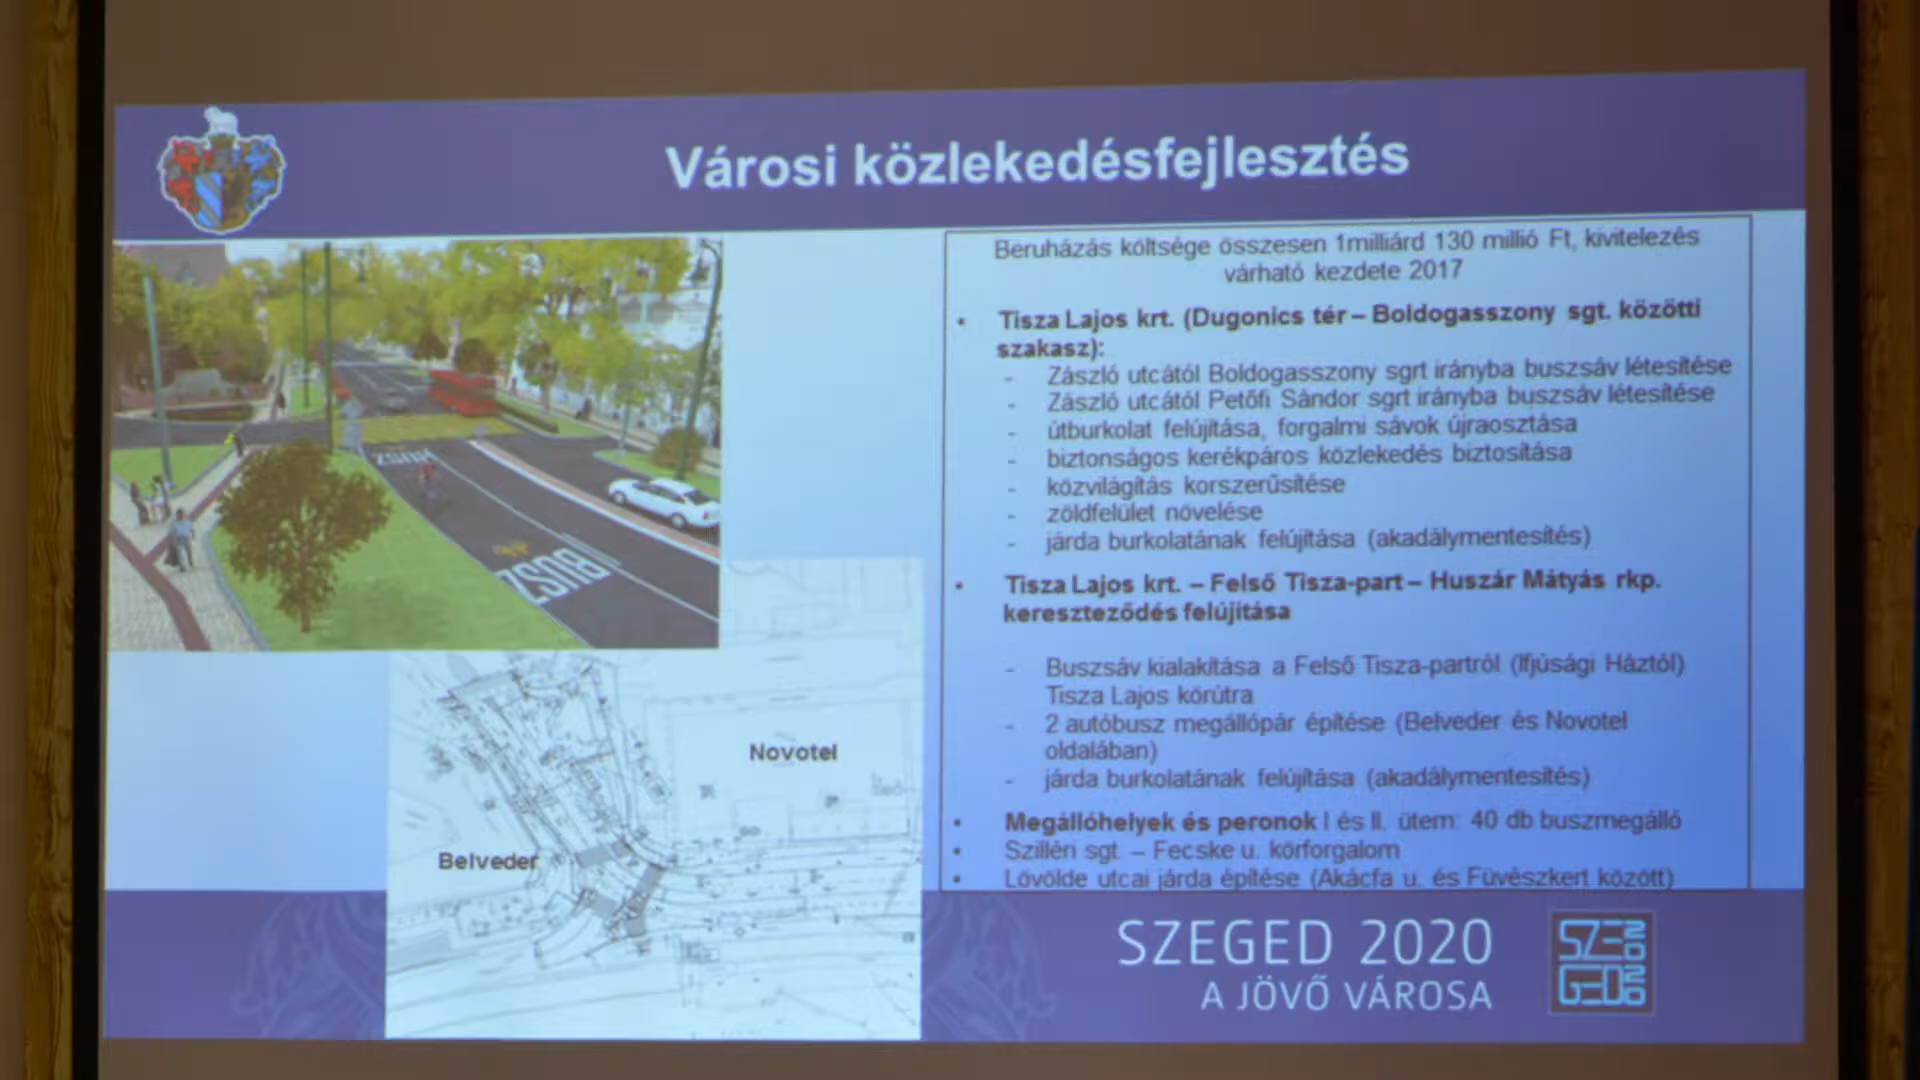 Városi közlekedésfejlesztés
Beruházás költsége összesen 1milliárd 130 millió Ft, kivitelezés
várható kezdete 2017
• Tisza Lajos krt. (Dugonics tér – Boldogasszony sgt. közötti
szakasz):
- Zászló utcától Boldogasszony sgrt irányba buszsáv létesítése
- Zászló utcától Petőfi Sándor sgrt irányba buszsáv létesítése
- útburkolat felújítása, forgalmi sávok újraosztása
- biztonságos kerékpáros közlekedés biztosítása
- közvilágítás korszerűsítése
- zöldfelület növelése
- járda burkolatának felújítása (akadálymentesítés)
• Tisza Lajos krt. – Felső Tisza-part – Huszár Mátyás rkp.
kereszteződés felújítása
- Buszsáv kialakítása a Felső Tisza-partról (Ifjúsági Háztól)
Tisza Lajos körútra
- 2 autóbusz megállópár építése (Belveder és Novotel
oldalában)
- járda burkolatának felújítása (akadálymentesítés)
• Megállóhelyek és peronok I és II. ütem: 40 db buszmegálló
• Szilléri sgt. – Fecske u. körforgalom
• Lövölde utcai járda építése (Akácfa u. és Füvészkert között)
BUSZ
BUSZ
Novotel
Belveder
SZEGED 2020
A JÖVŐ VÁROSA
SZE20
GED20